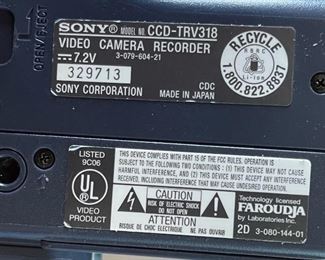 OPEN/EJECT
SONY® MODEL NO. CCD-TRV318
VIDEO CAMERA RECORDER
3-079-604-21
7.2V
329713
CDC
SONY CORPORATION MADE IN JAPAN
RECYCLE
RBRC
Li-ion
1.800.822.8837
LISTED
9C06
UL
®
VIDEO
PRODUCT
THIS DEVICE COMPLIES WITH PART 15 OF THE FCC RULES. OPERATION IS
SUBJECT TO THE FOLLOWING TWO CONDITIONS: (1) THIS DEVICE MAY NOT CAUSE
HARMFUL INTERFERENCE, AND (2) THIS DEVICE MUST ACCEPT ANY INTERFERENCE
RECEIVED, INCLUDING INTERFERENCE THAT MAY CAUSE UNDESIRED OPERATION.
CAUTION
RISK OF ELECTRIC SHOCK
DO NOT OPEN
ATTENTION
RISQUE DE CHOC ELECTRIQUE NE PAS OUVRIR
Technology licensed
FAROUDJA
by Laboratories Inc.
2D 3-080-144-01